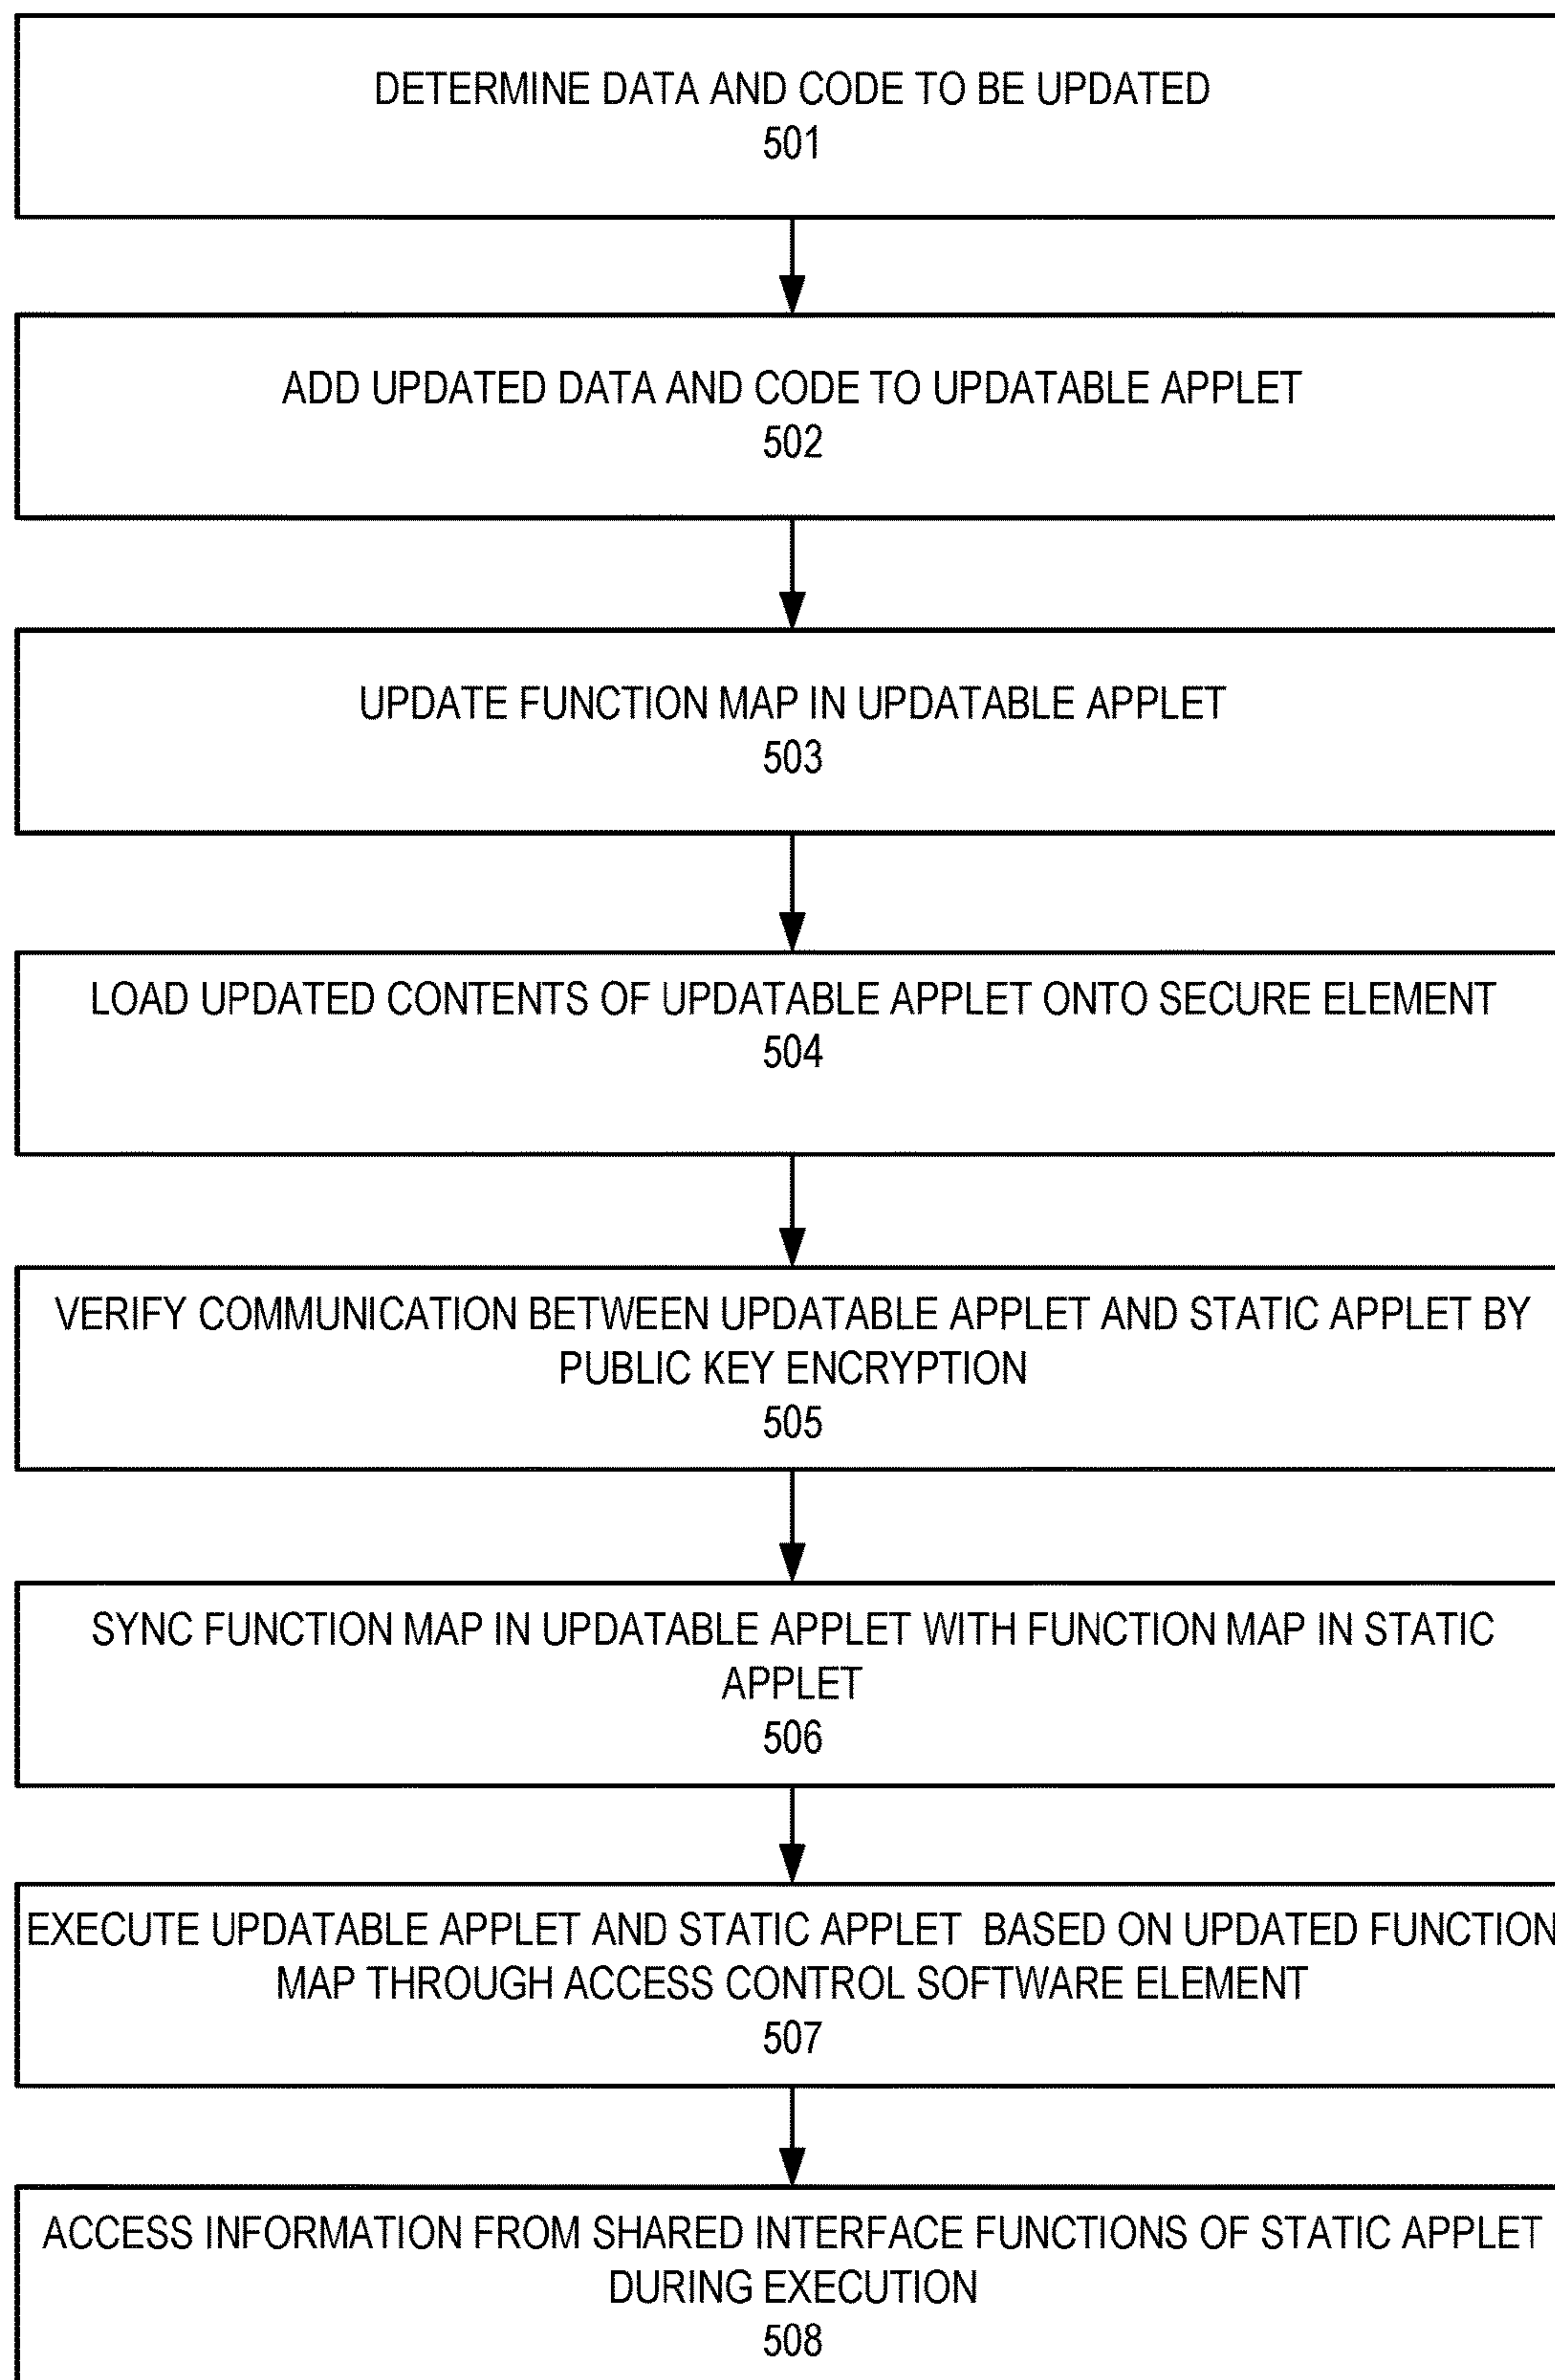 DETERMINE DATA AND CODE TO BE UPDATED
501
ADD UPDATED DATA AND CODE TO UPDATABLE APPLET
502
UPDATE FUNCTION MAP IN UPDATABLE APPLET
503
LOAD UPDATED CONTENTS OF UPDATABLE APPLET ONTO SECURE ELEMENT
504
VERIFY COMMUNICATION BETWEEN UPDATABLE APPLET AND STATIC APPLET BY
PUBLIC KEY ENCRYPTION
505
SYNC FUNCTION MAP IN UPDATABLE APPLET WITH FUNCTION MAP IN STATIC
APPLET
506
EXECUTE UPDATABLE APPLET AND STATIC APPLET BASED ON UPDATED FUNCTION
MAP THROUGH ACCESS CONTROL SOFTWARE ELEMENT
507
ACCESS INFORMATION FROM SHARED INTERFACE FUNCTIONS OF STATIC APPLET
DURING EXECUTION
508